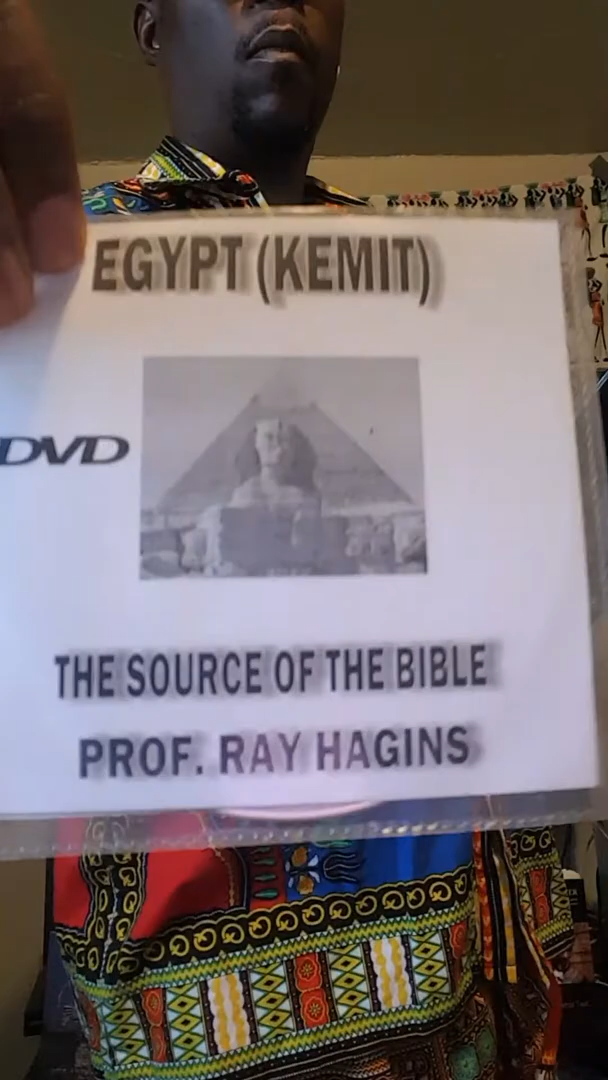 EGYPT (KEMIT)
DVD
THE SOURCE OF THE BIBLE
PROF. RAY HAGINS